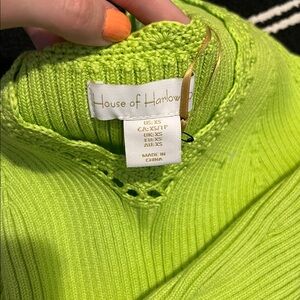 House of Harlow
US: XS
CA: XS/TP
UK: XS
EU: XS
AU: XS
MADE IN
CHINA